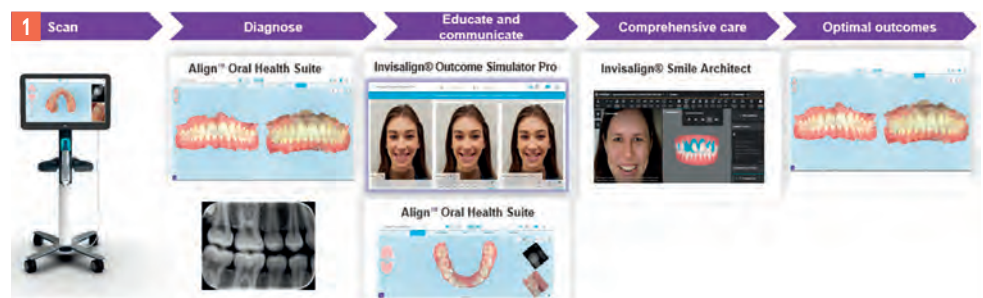 1
Scan
Diagnose
Educate and
communicate
Comprehensive care
Optimal outcomes
Align™ Oral Health Suite
Invisalign® Outcome Simulator Pro
Invisalign® Smile Architect
Align™ Oral Health Suite